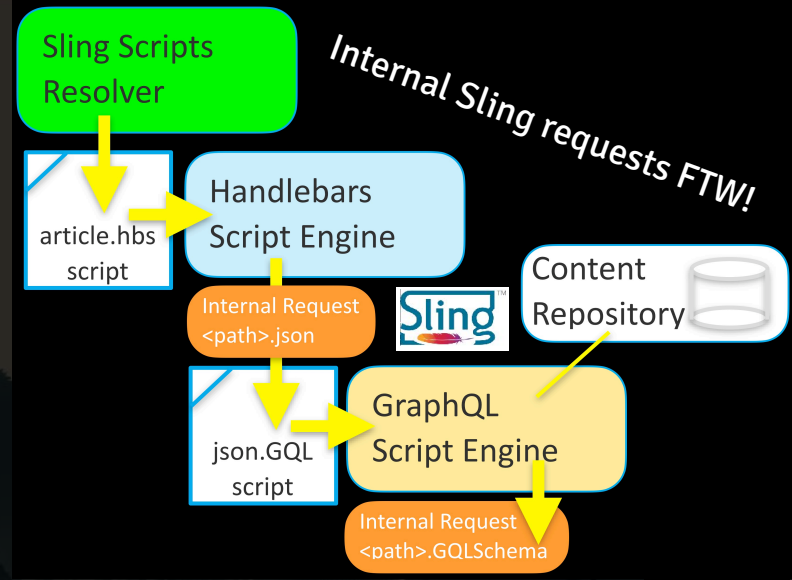 Sling Scripts
Resolver
Internal Sling requests FTW!
article.hbs
script
Handlebars
Script Engine
Content
Repository
Internal Request
<path>.json
Sling
TM
json.GQL
script
GraphQL
Script Engine
Internal Request
<path>.GQLSchema